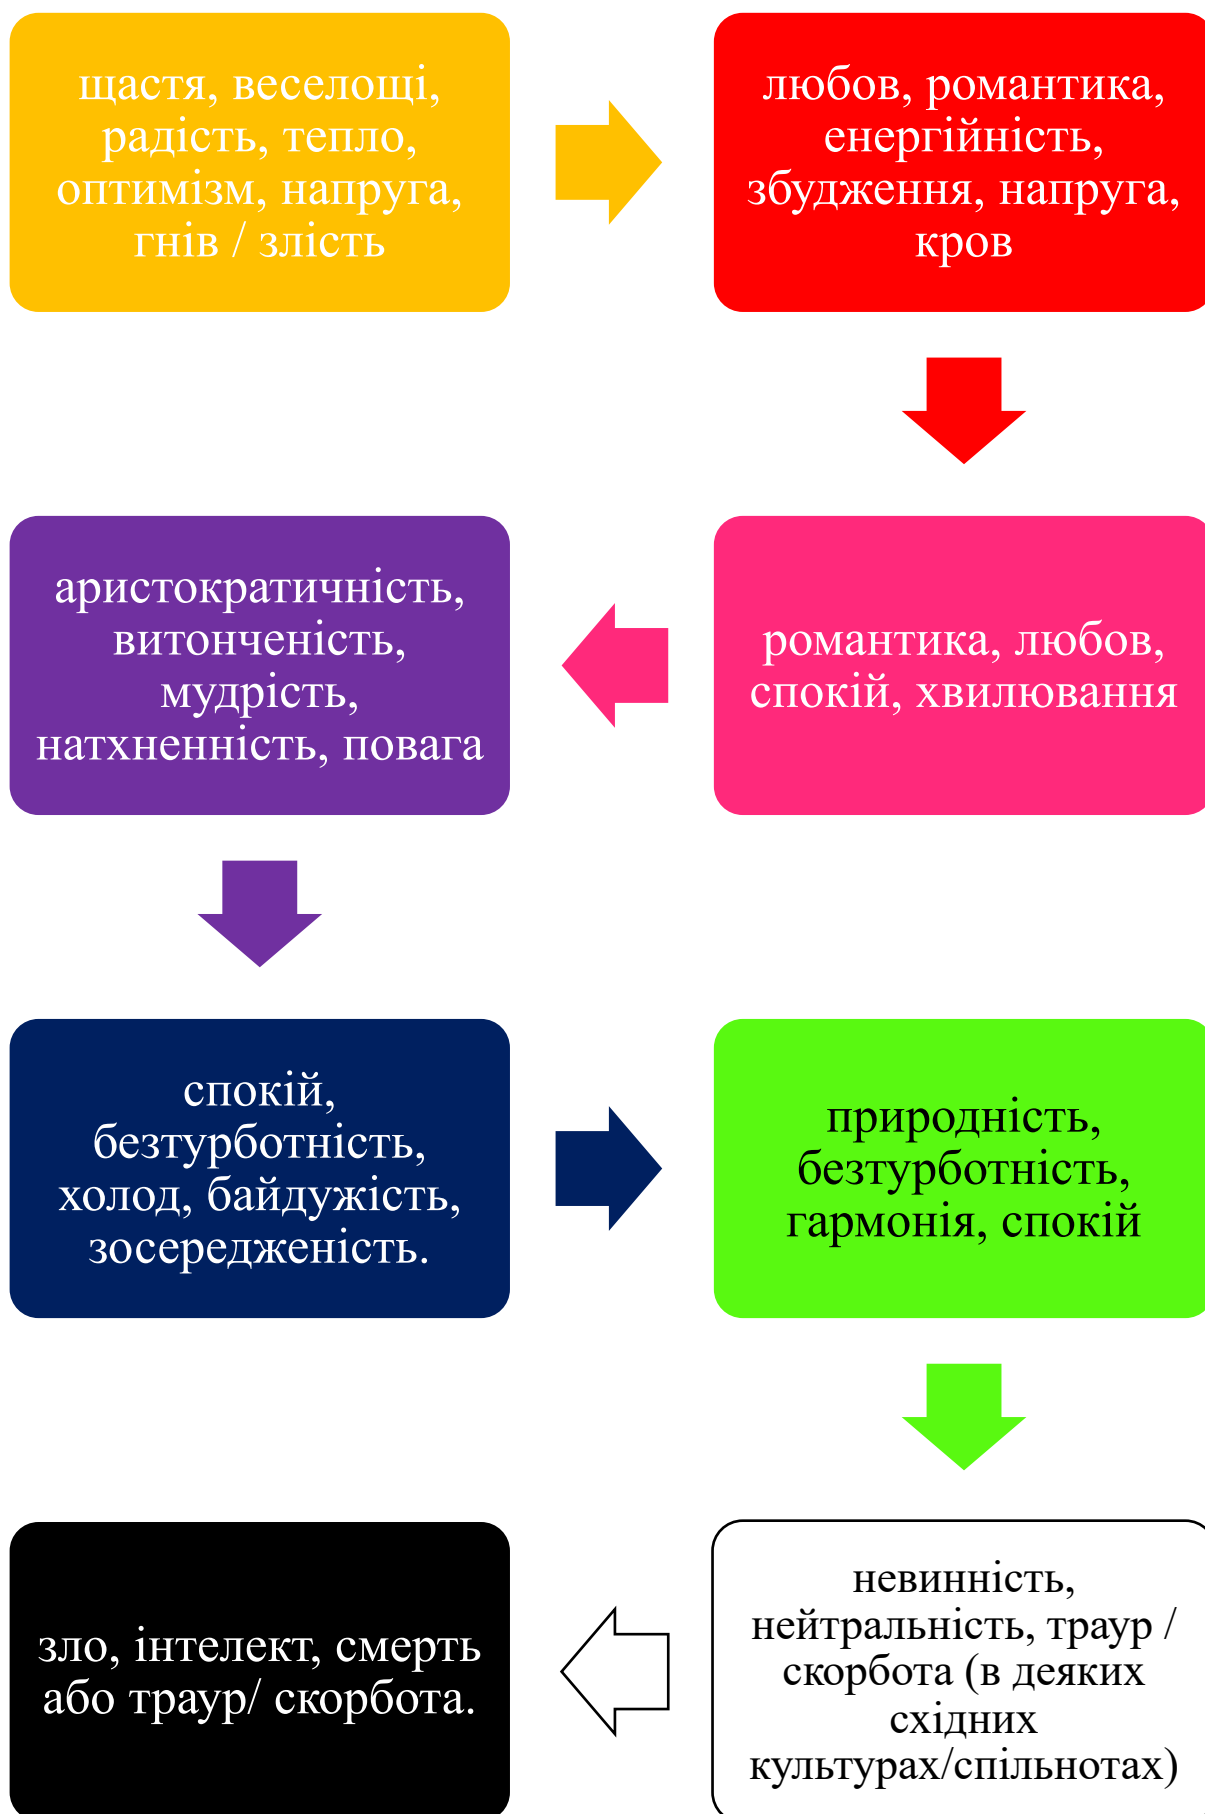 щастя, веселощі,
радість, тепло,
оптимізм, напруга,
гнів / злість
любов, романтика,
енергійність,
збудження, напруга,
кров
романтика, любов,
спокій, хвилювання
аристократичність,
витонченість,
мудрість,
натхненність, повага
спокій,
безтурботність,
холод, байдужість,
зосередженість.
природність,
безтурботність,
гармонія, спокій
невинність,
нейтральність, траур /
скорбота (в деяких
східних
культурах/спільнотах)
зло, інтелект, смерть
або траур/ скорбота.